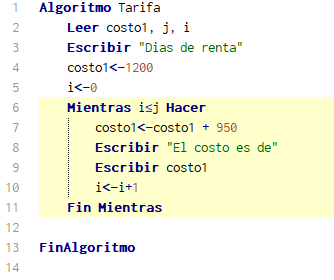 1 Algoritmo Tarifa
2 Leer costo1, j, i
3 Escribir "Dias de renta"
4 costo1<-1200
5 i<-0
6 Mientras i≤j Hacer
7 costo1<-costo1 + 950
8 Escribir "El costo es de"
9 Escribir costo1
10 i<-i+1
11 Fin Mientras
12
13 FinAlgoritmo
14